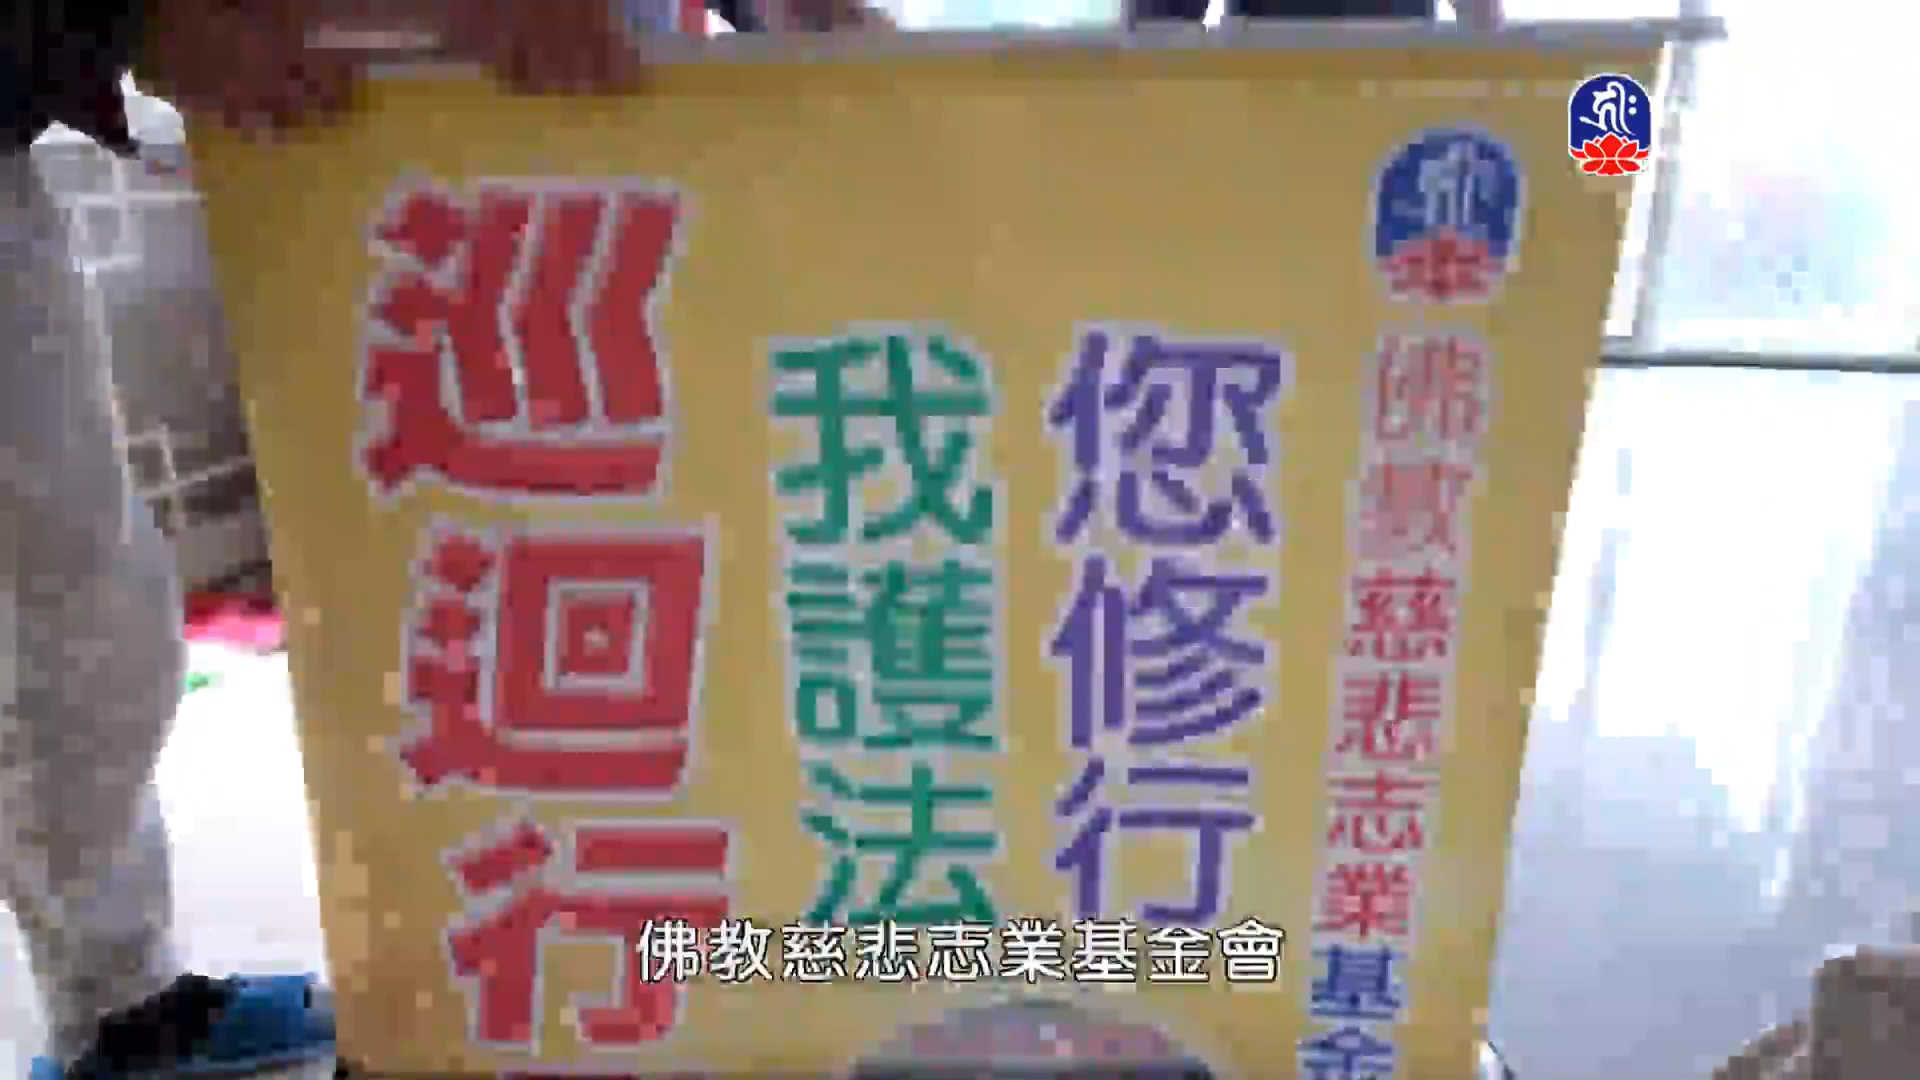 佛教慈悲志業基金
您修行
我護法
巡迴行
佛教慈悲志業基金會